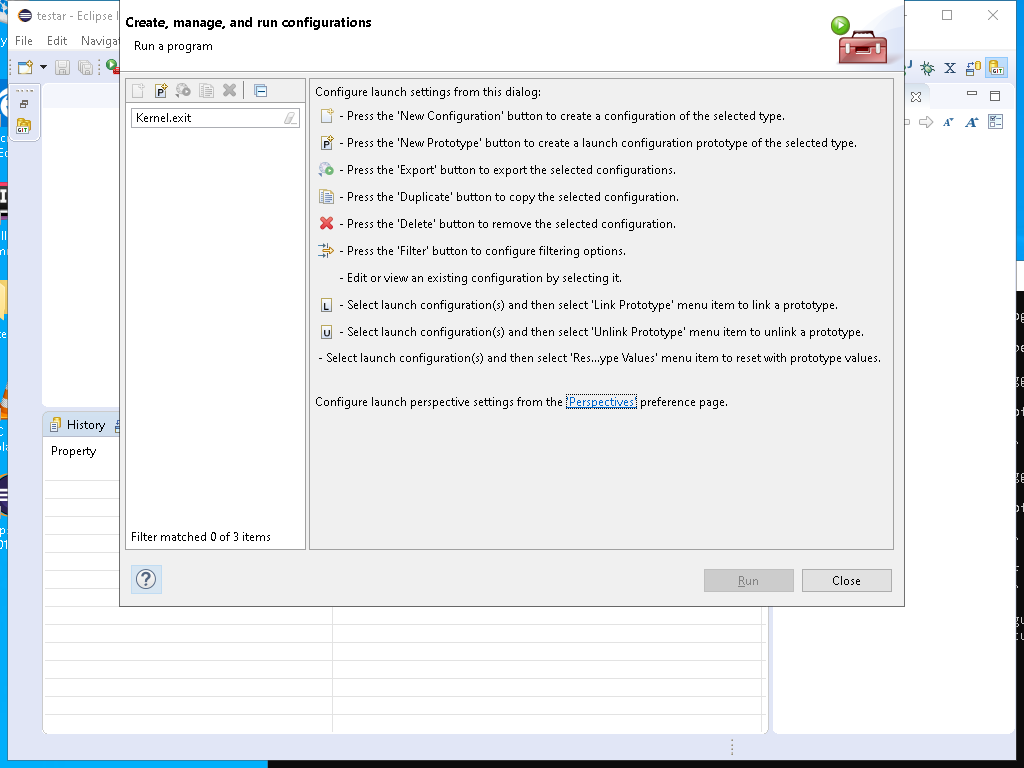 testar - Eclipse I
File Edit Naviga
Create, manage, and run configurations
Run a program
Kernel.exit
Configure launch settings from this dialog:
- Press the 'New Configuration' button to create a configuration of the selected type.
- Press the 'New Prototype' button to create a launch configuration prototype of the selected type.
- Press the 'Export' button to export the selected configurations.
- Press the 'Duplicate' button to copy the selected configuration.
- Press the 'Delete' button to remove the selected configuration.
- Press the 'Filter' button to configure filtering options.
- Edit or view an existing configuration by selecting it.
L - Select launch configuration(s) and then select 'Link Prototype' menu item to link a prototype.
U - Select launch configuration(s) and then select 'Unlink Prototype' menu item to unlink a prototype.
- Select launch configuration(s) and then select 'Res...ype Values' menu item to reset with prototype values.
Configure launch perspective settings from the 'Perspectives' preference page.
History
Property
Filter matched 0 of 3 items
Run
Close